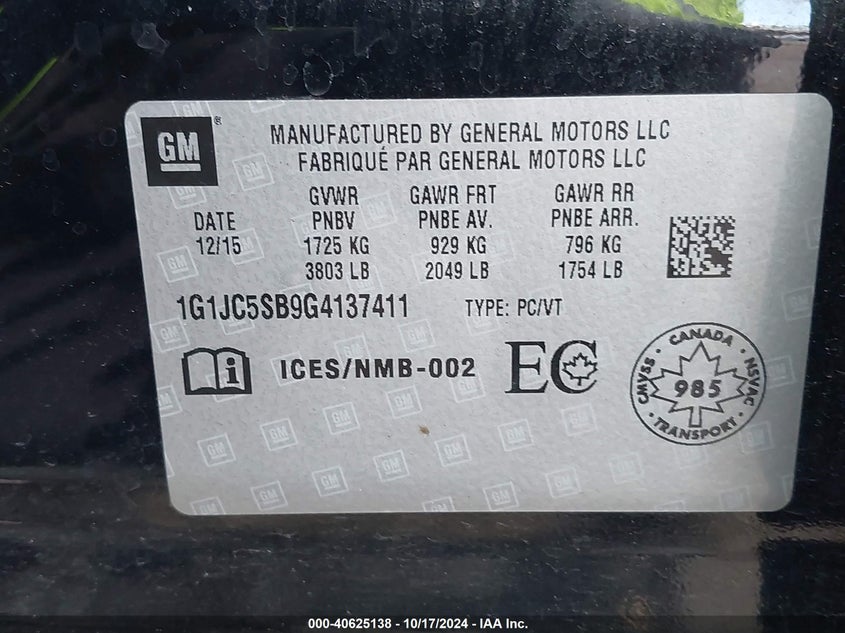 GM
MANUFACTURED BY GENERAL MOTORS LLC
FABRIQUÉ PAR GENERAL MOTORS LLC
GVWR GAWR FRT GAWR RR
DATE PNBV PNBE AV. PNBE ARR.
12/15 1725 KG 929 KG 796 KG
3803 LB 2049 LB 1754 LB
1G1JC5SB9G4137411 TYPE: PC/VT
ICES/NMB-002 EC
CANADA
CMVSS 985 NSVAC
TRANSPORT
000-40625138 - 10/17/2024 - IAA Inc.